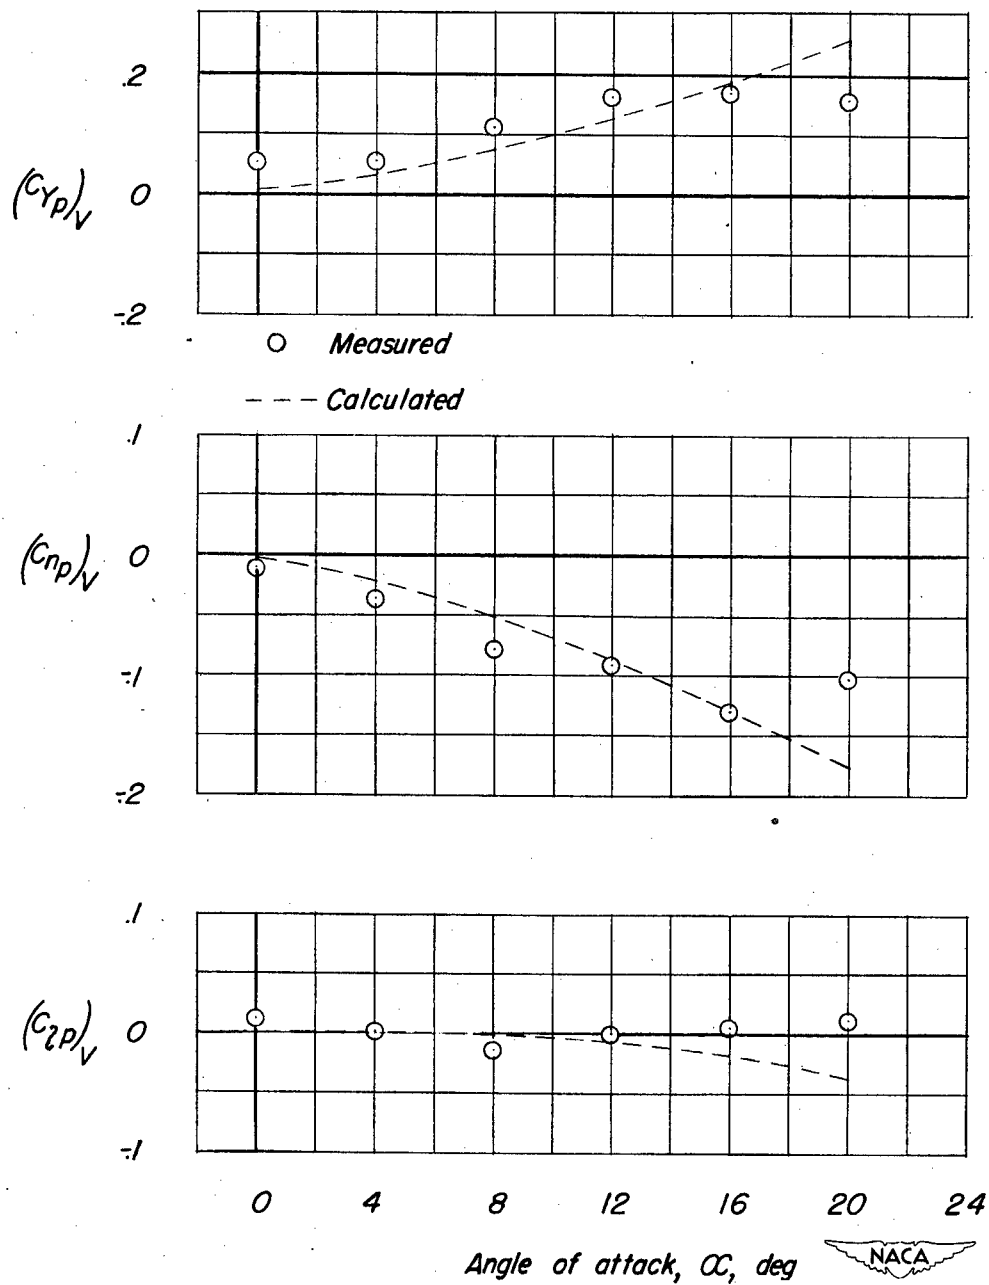 .2
(CYp)V
0
-.2
Measured
Calculated
.1
(Cnp)V
0
-.1
-.2
.1
(Clp)V
0
-.1
0 4 8 12 16 20 24
Angle of attack, α, deg
NACA